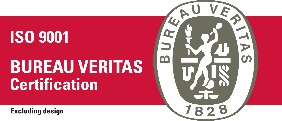 ISO 9001
BUREAU VERITAS
Certification
Excluding design
BUREAU VERITAS
1828